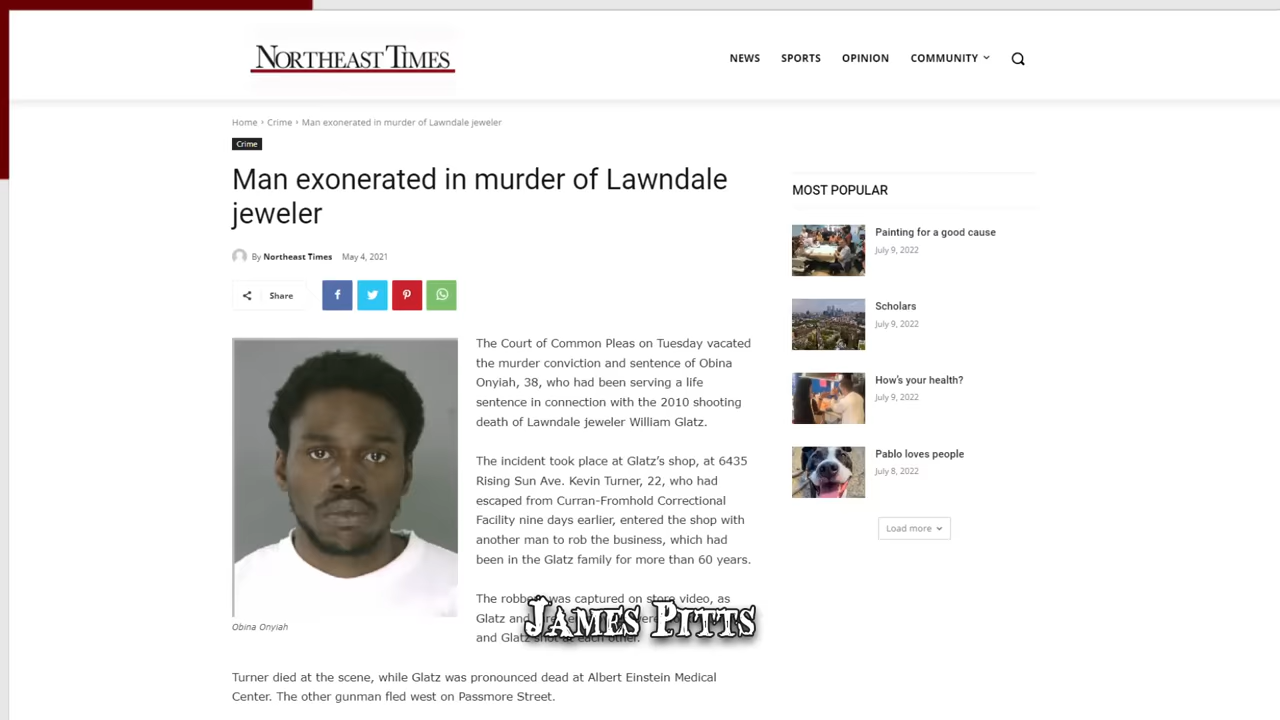 NORTHEAST TIMES
NEWS SPORTS OPINION COMMUNITY
Home › Crime › Man exonerated in murder of Lawndale jeweler
Crime
Man exonerated in murder of Lawndale
jeweler
By Northeast Times May 4, 2021
Share
The Court of Common Pleas on Tuesday vacated
the murder conviction and sentence of Obina
Onyiah, 38, who had been serving a life
sentence in connection with the 2010 shooting
death of Lawndale jeweler William Glatz.
The incident took place at Glatz’s shop, at 6435
Rising Sun Ave. Kevin Turner, 22, who had
escaped from Curran-Fromhold Correctional
Facility nine days earlier, entered the shop with
another man to rob the business, which had
been in the Glatz family for more than 60 years.
The was captured on store video, as
Glatz and
and Glatz shot at each other.
James Pitts
Obina Onyiah
Turner died at the scene, while Glatz was pronounced dead at Albert Einstein Medical
Center. The other gunman fled west on Passmore Street.
MOST POPULAR
Painting for a good cause
July 9, 2022
Scholars
July 9, 2022
How’s your health?
July 9, 2022
Pablo loves people
July 8, 2022
Load more